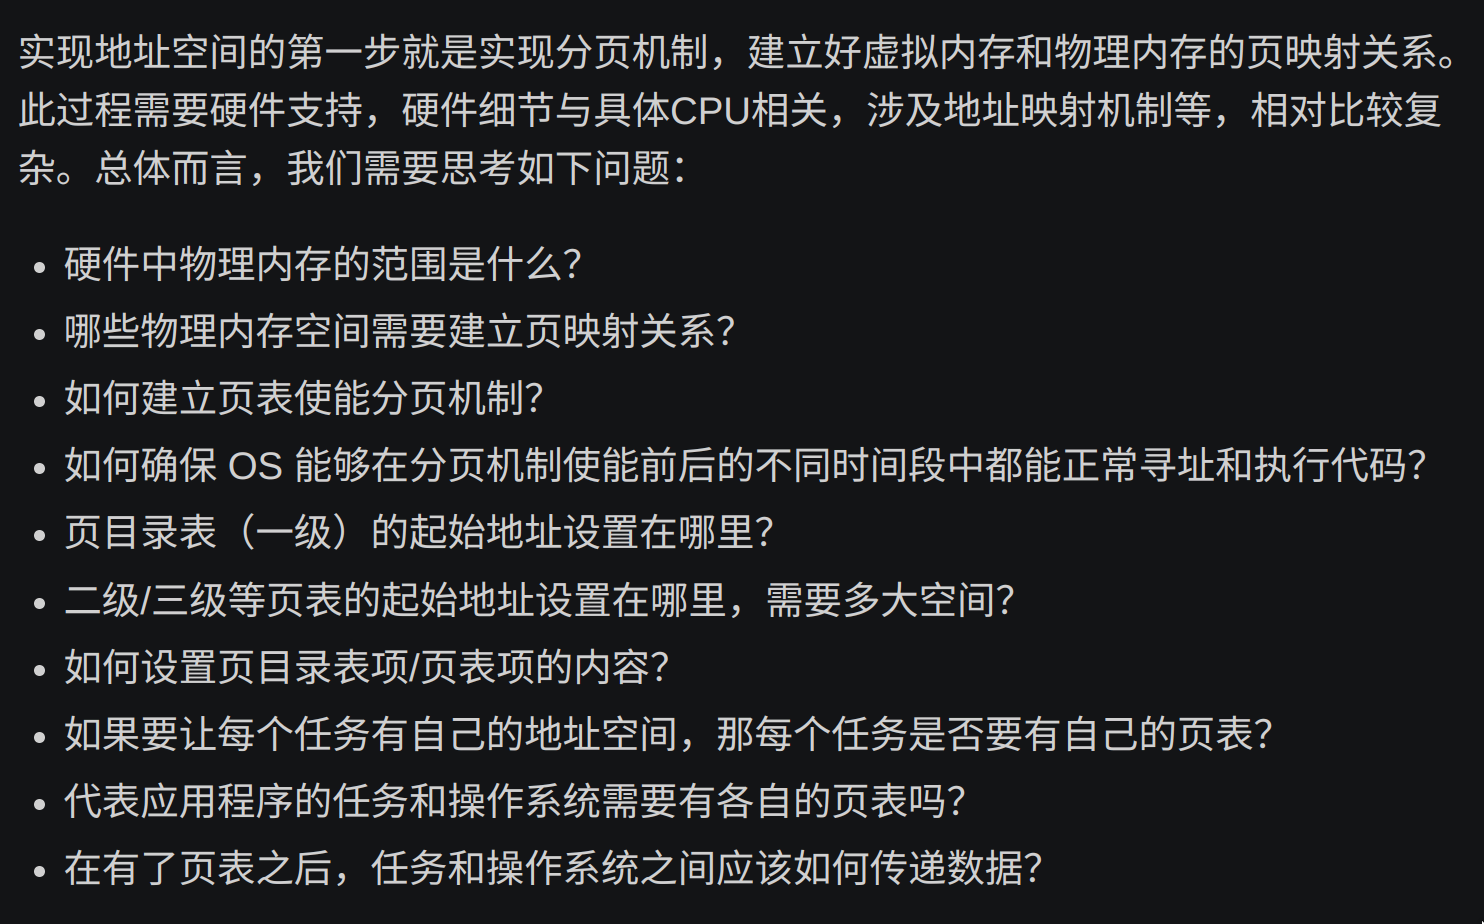 实现地址空间的第一步就是实现分页机制，建立好虚拟内存和物理内存的页映射关系。
此过程需要硬件支持，硬件细节与具体CPU相关，涉及地址映射机制等，相对比较复
杂。总体而言，我们需要思考如下问题：
• 硬件中物理内存的范围是什么？
• 哪些物理内存空间需要建立页映射关系？
• 如何建立页表使能分页机制？
• 如何确保 OS 能够在分页机制使能前后的不同时间段中都能正常寻址和执行代码？
• 页目录表（一级）的起始地址设置在哪里？
• 二级/三级等页表的起始地址设置在哪里，需要多大空间？
• 如何设置页目录表项/页表项的内容？
• 如果要让每个任务有自己的地址空间，那每个任务是否要有自己的页表？
• 代表应用程序的任务和操作系统需要有各自的页表吗？
• 在有了页表之后，任务和操作系统之间应该如何传递数据？